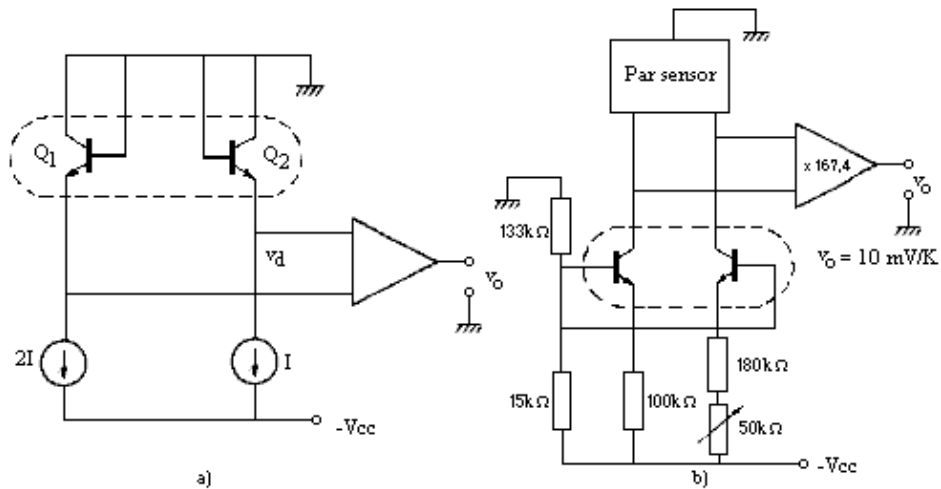 Q1
Q2
vd
vo
2I
I
-Vcc
a)
Par sensor
x 167,4
vo
133kΩ
vo = 10 mV/K
15kΩ
100kΩ
180kΩ
50kΩ
-Vcc
b)